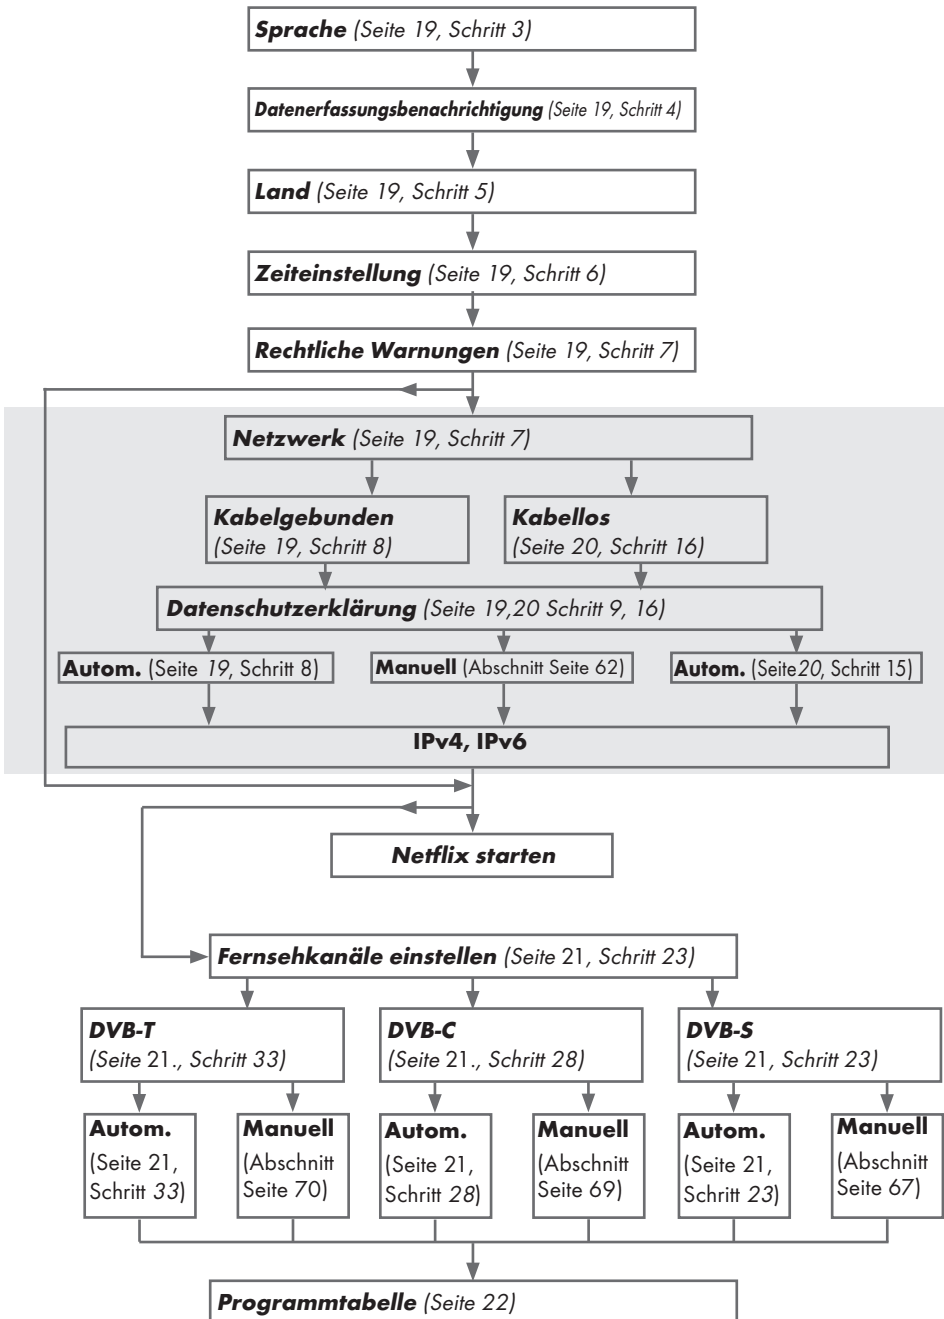 Sprache (Seite 19, Schritt 3)
Datenerfassungsbenachrichtigung (Seite 19, Schritt 4)
Land (Seite 19, Schritt 5)
Zeiteinstellung (Seite 19, Schritt 6)
Rechtliche Warnungen (Seite 19, Schritt 7)
Netzwerk (Seite 19, Schritt 7)
Kabelgebunden
(Seite 19, Schritt 8)
Kabellos
(Seite 20, Schritt 16)
Datenschutzerklärung (Seite 19,20 Schritt 9, 16)
Autom. (Seite 19, Schritt 8)
Manuell (Abschnitt Seite 62)
Autom. (Seite20, Schritt 15)
IPv4, IPv6
Netflix starten
Fernsehkanäle einstellen (Seite 21, Schritt 23)
DVB-T
(Seite 21., Schritt 33)
DVB-C
(Seite 21., Schritt 28)
DVB-S
(Seite 21, Schritt 23)
Autom.
(Seite 21,
Schritt 33)
Manuell
(Abschnitt
Seite 70)
Autom.
(Seite 21,
Schritt 28)
Manuell
(Abschnitt
Seite 69)
Autom.
(Seite 21,
Schritt 23)
Manuell
(Abschnitt
Seite 67)
Programmtabelle (Seite 22)